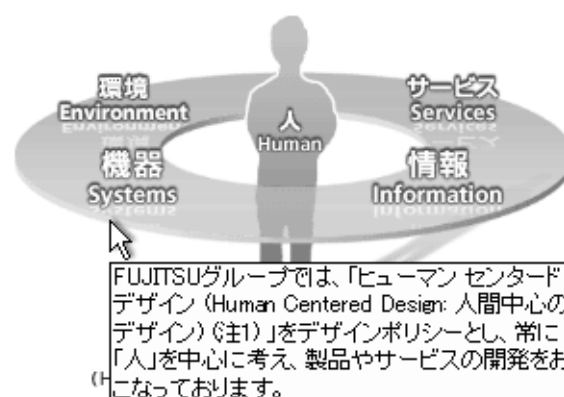 環境
Environment
サービス
Services
人
Human
機器
Systems
情報
Information
FUJITSUグループでは、「ヒューマン センタード
デザイン (Human Centered Design: 人間中心の
デザイン) (注1) 」をデザインポリシーとし、常に
「人」を中心に考え、製品やサービスの開発をお
こなっております。
(H